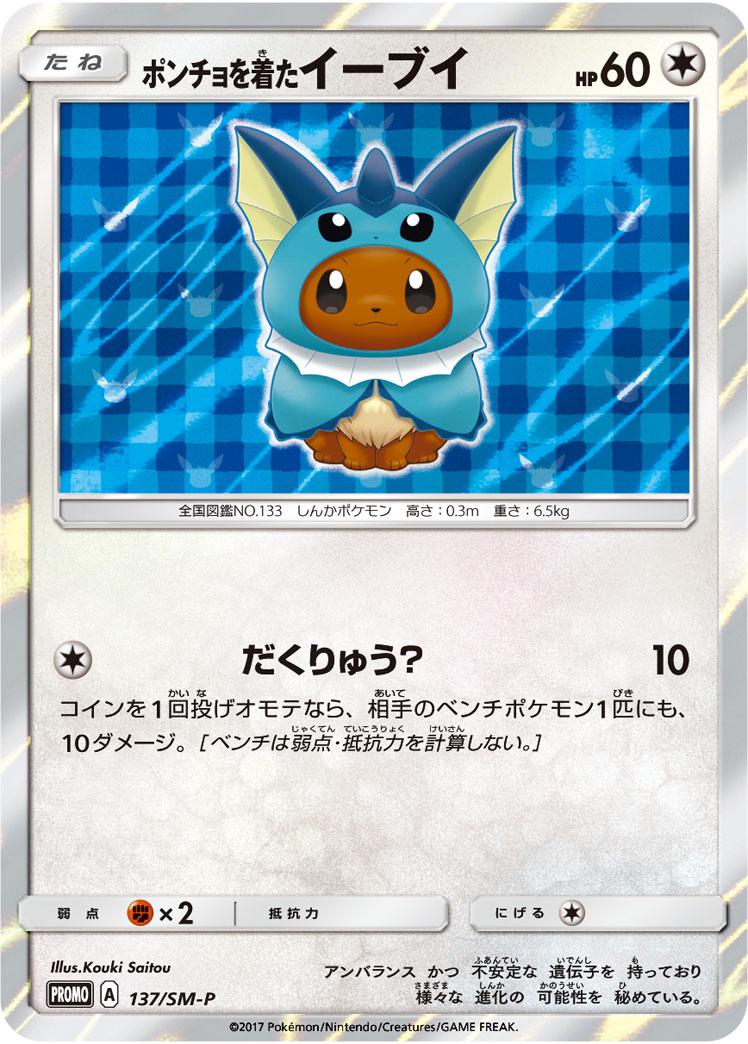 たね
ポンチョを着たイーブイ HP60
全国図鑑NO.133 しんかポケモン 高さ：0.3m 重さ：6.5kg
だくりゅう? 10
コインを1回投げオモテなら、相手のベンチポケモン1匹にも、
10ダメージ。[ベンチは弱点・抵抗力を計算しない。]
弱点 ×2 抵抗力 にげる
Illus.Kouki Saitou
PROMO A 137/SM-P
アンバランス かつ 不安定な 遺伝子を 持っており
様々な 進化の 可能性を 秘めている。
©2017 Pokémon/Nintendo/Creatures/GAME FREAK.